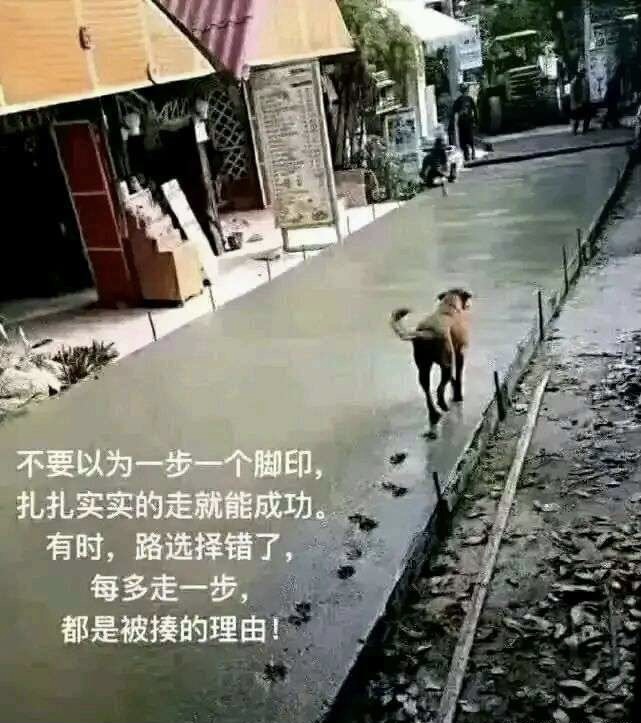 不要以为一步一个脚印，
扎扎实实的走就能成功。
有时，路选择错了，
每多走一步，
都是被揍的理由！